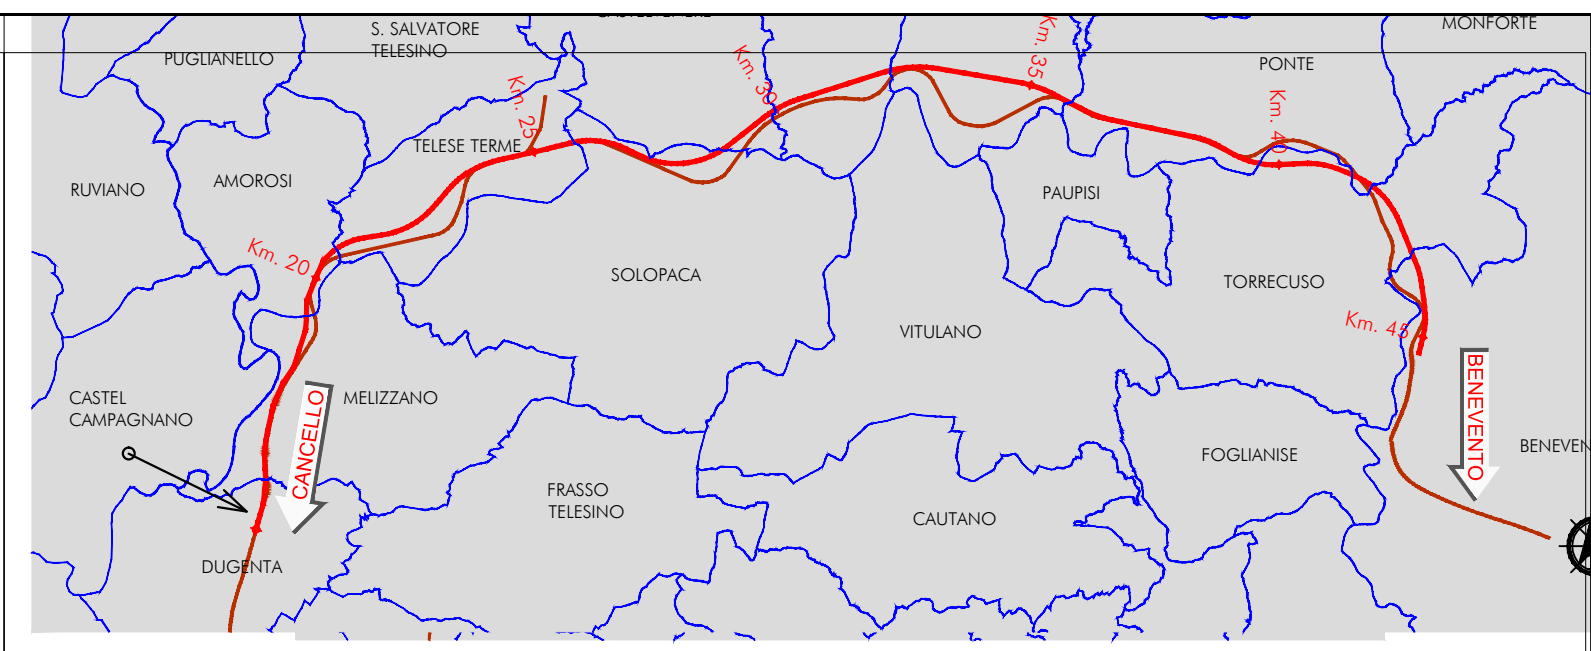 MONFORTE
S. SALVATORE
TELESINO
PUGLIANELLO
PONTE
Km. 35
Km. 30
Km. 25
Km. 40
TELESE TERME
RUVIANO
AMOROSI
PAUPISI
Km. 20
SOLOPACA
TORRECUSO
VITULANO
Km. 45
CASTEL
CAMPAGNANO
MELIZZANO
CANCELLO
BENEVENTO
FOGLIANISE
BENEVEN
FRASSO
TELESINO
CAUTANO
DUGENTA